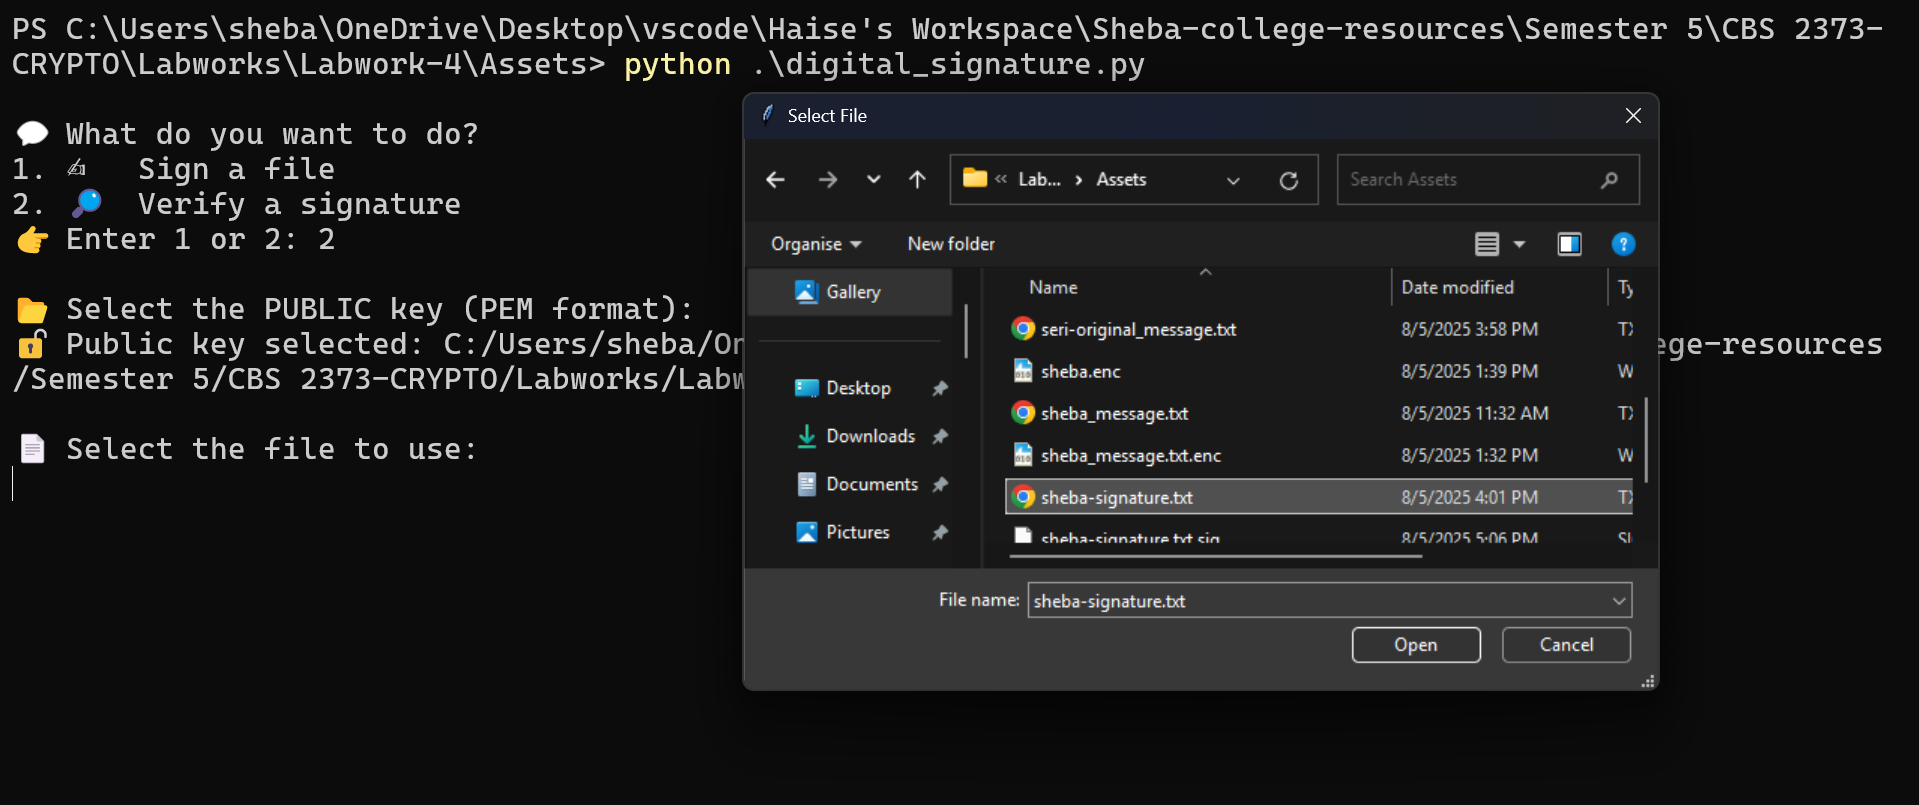 PS C:\Users\sheba\OneDrive\Desktop\vscode\Haise's Workspace\Sheba-college-resources\Semester 5\CBS 2373-
CRYPTO\Labworks\Labwork-4\Assets> python .\digital_signature.py
💬 What do you want to do?
1. ✍ Sign a file
2. 🔎 Verify a signature
👉 Enter 1 or 2: 2
📂 Select the PUBLIC key (PEM format):
🔓 Public key selected: C:/Users/sheba/On
ege-resources
/Semester 5/CBS 2373-CRYPTO/Labworks/Labw
📄 Select the file to use:
Select File
Lab... › Assets
Search Assets
Organise
New folder
Gallery
Desktop
Downloads
Documents
Pictures
Name Date modified Ty
seri-original_message.txt 8/5/2025 3:58 PM TX
sheba.enc 8/5/2025 1:39 PM W
sheba_message.txt 8/5/2025 11:32 AM TX
sheba_message.txt.enc 8/5/2025 1:32 PM W
sheba-signature.txt 8/5/2025 4:01 PM TX
sheba-signature.txt.sig 8/5/2025 5:06 PM SI
File name: sheba-signature.txt
Open
Cancel